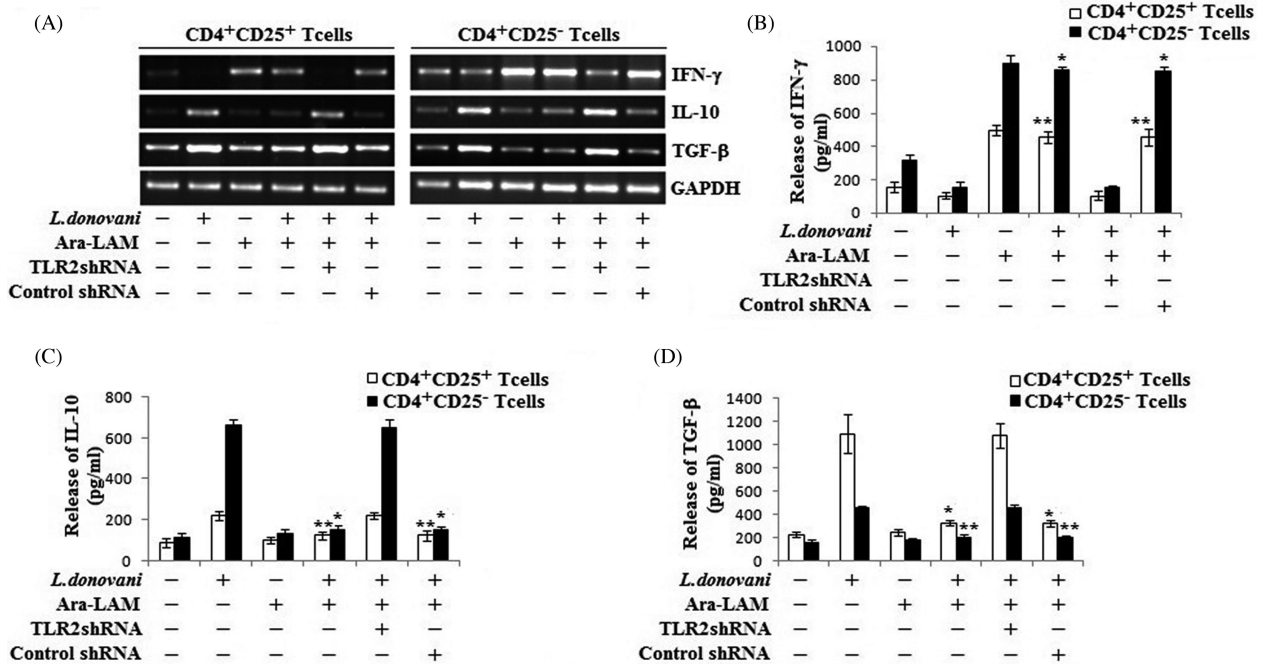 (A)
CD4+CD25+ Tcells CD4+CD25- Tcells
IFN-γ
IL-10
TGF-β
GAPDH
L.donovani – + – + + + – + – + + +
Ara-LAM – – + + + + – – + + + +
TLR2shRNA – – – – + – – – – – + –
Control shRNA – – – – – + – – – – – +
(B)
CD4+CD25+ Tcells
CD4+CD25- Tcells
Release of IFN-γ
(pg/ml)
1000
800
600
400
200
0
** * ** *
L.donovani – + – + + +
Ara-LAM – – + + + +
TLR2shRNA – – – – + –
Control shRNA – – – – – +
(C)
CD4+CD25+ Tcells
CD4+CD25- Tcells
Release of IL-10
(pg/ml)
800
600
400
200
0
** * ** *
L.donovani – + – + + +
Ara-LAM – – + + + +
TLR2shRNA – – – – + –
Control shRNA – – – – – +
(D)
CD4+CD25+ Tcells
CD4+CD25- Tcells
Release of TGF-β
(pg/ml)
1400
1200
1000
800
600
400
200
0
* ** * **
L.donovani – + – + + +
Ara-LAM – – + + + +
TLR2shRNA – – – – + –
Control shRNA – – – – – +